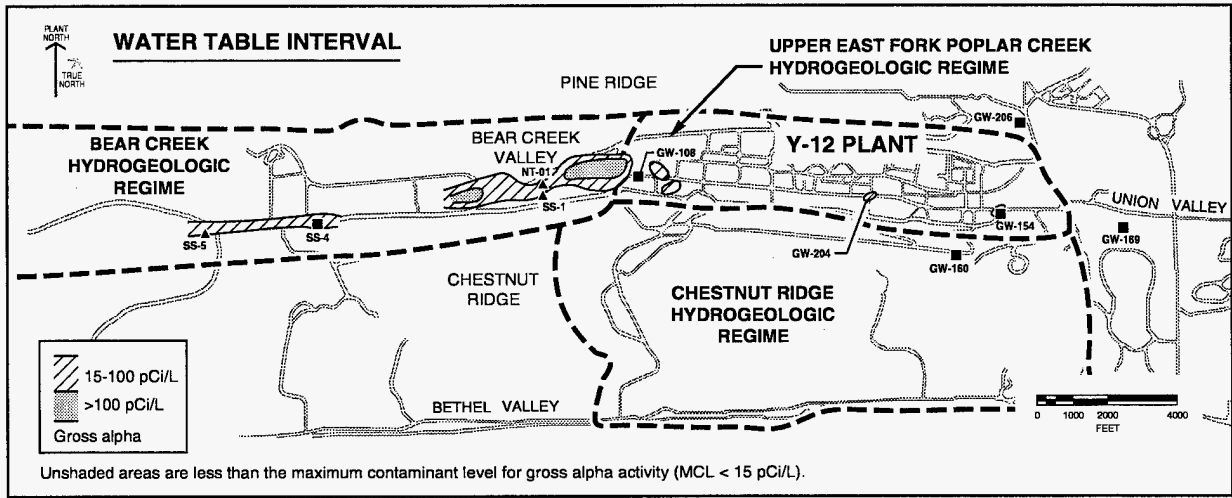 PLANT
NORTH
TRUE
NORTH
WATER TABLE INTERVAL
PINE RIDGE
UPPER EAST FORK POPLAR CREEK
HYDROGEOLOGIC REGIME
BEAR CREEK
HYDROGEOLOGIC
REGIME
BEAR CREEK
VALLEY
NT-01
GW-108
Y-12 PLANT
GW-206
UNION VALLEY
SS-5
SS-4
SS-1
GW-204
GW-154
GW-169
GW-160
CHESTNUT
RIDGE
CHESTNUT RIDGE
HYDROGEOLOGIC
REGIME
15-100 pCi/L
>100 pCi/L
Gross alpha
BETHEL VALLEY
0 1000 2000 4000
FEET
Unshaded areas are less than the maximum contaminant level for gross alpha activity (MCL < 15 pCi/L).